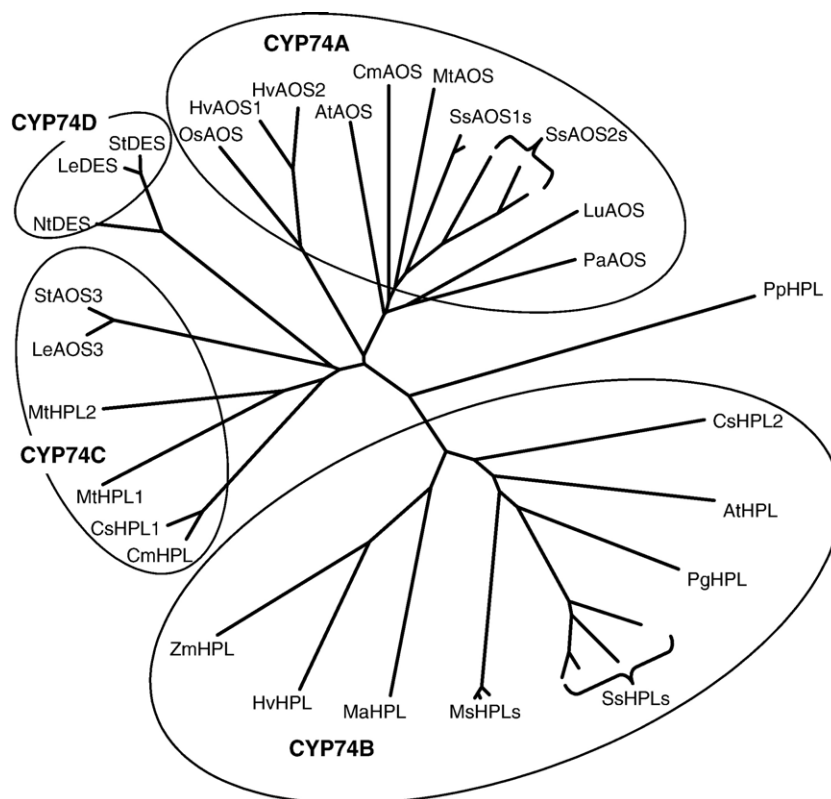 CYP74A
CmAOS
MtAOS
HvAOS2
HvAOS1
AtAOS
SsAOS1s
OsAOS
SsAOS2s
CYP74D
StDES
LeDES
NtDES
LuAOS
PaAOS
PpHPL
StAOS3
LeAOS3
MtHPL2
CYP74C
MtHPL1
CsHPL1
CmHPL
CsHPL2
AtHPL
PgHPL
ZmHPL
HvHPL
MaHPL
MsHPLs
SsHPLs
CYP74B